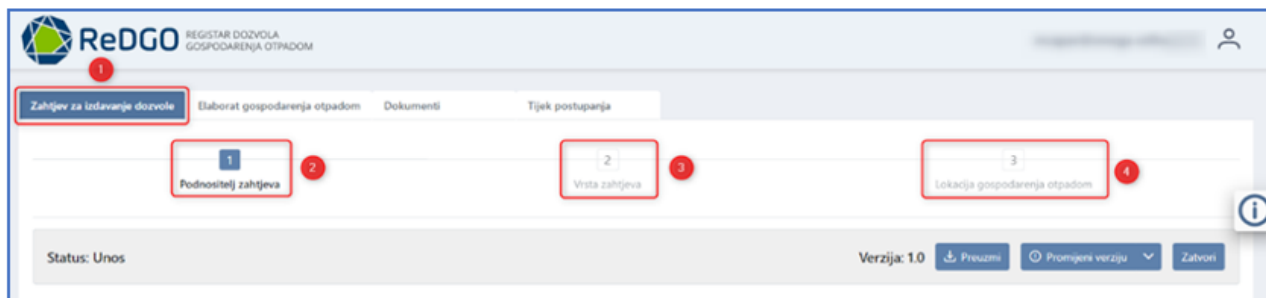 ReDGO REGISTAR DOZVOLA
GOSPODARENJA OTPADOM
1
Zahtjev za izdavanje dozvole Elaborat gospodarenja otpadom Dokumenti Tijek postupanja
1 2 2 3 3 4
Podnositelj zahtjeva Vrsta zahtjeva Lokacija gospodarenja otpadom
Status: Unos Verzija: 1.0 Preuzmi Promijeni verziju Zatvori